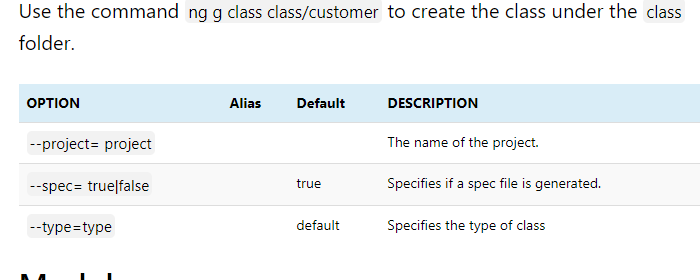 Use the command ng g class class/customer to create the class under the class
folder.
OPTION Alias Default DESCRIPTION
--project= project The name of the project.
--spec= true|false true Specifies if a spec file is generated.
--type=type default Specifies the type of class